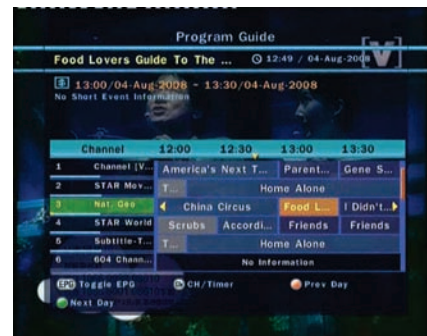 Program Guide
Food Lovers Guide To The ... 12:49 / 04-Aug-2008
[V]
13:00/04-Aug-2008 - 13:30/04-Aug-2008
No Short Event Information
Channel 12:00 12:30 13:00 13:30
1 Channel [V... America's Next T... Parent... Gene S...
2 STAR Mov... T... Home Alone
3 Nat. Geo China Circus Food L... I Didn't...
4 STAR World Scrubs Accordi... Friends Friends
5 Subtitle-T... T... Home Alone
6 604 Chann... No Information
EPG Toggle EPG CH/Timer Prev Day
Next Day